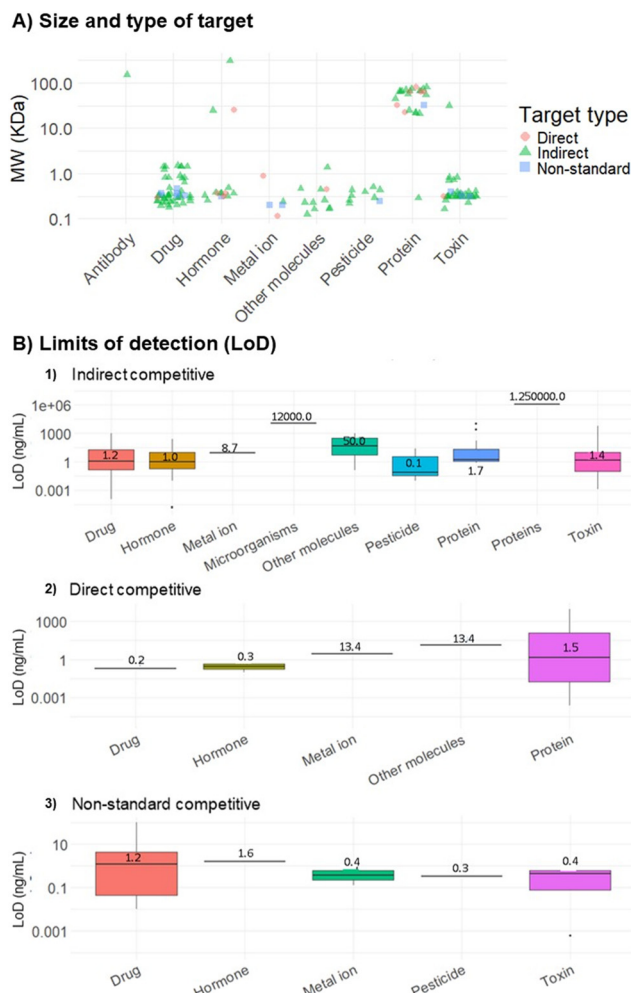 A) Size and type of target
MW (KDa)
100.0
10.0
1.0
0.1
Antibody
Drug
Hormone
Metal ion
Other molecules
Pesticide
Protein
Toxin
Target type
Direct
Indirect
Non-standard
B) Limits of detection (LoD)
1) Indirect competitive
LoD (ng/mL)
1e+06
1000
1
0.001
1.2
1.0
8.7
12000.0
50.0
0.1
1.7
1.250000.0
1.4
Drug
Hormone
Metal ion
Microorganisms
Other molecules
Pesticide
Protein
Proteins
Toxin
2) Direct competitive
LoD (ng/mL)
1000
1
0.001
0.2
0.3
13.4
13.4
1.5
Drug
Hormone
Metal ion
Other molecules
Protein
3) Non-standard competitive
LoD (ng/mL)
10
0.1
0.001
1.2
1.6
0.4
0.3
0.4
Drug
Hormone
Metal ion
Pesticide
Toxin